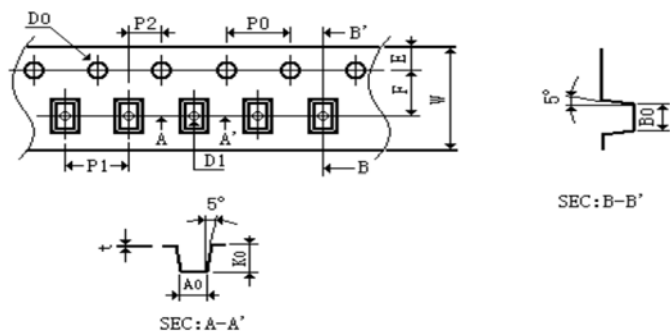 D0
P2
P0
B'
E
F
W
A
A'
P1
D1
B
5°
B0
SEC:B-B'
5°
t
K0
A0
SEC:A-A'